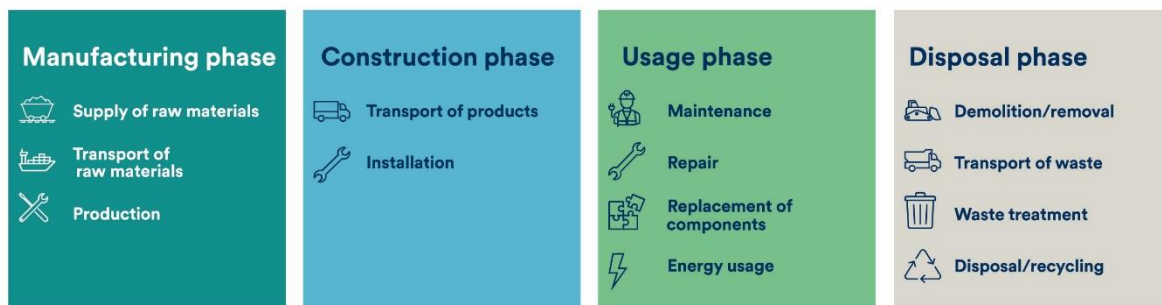 Manufacturing phase
Supply of raw materials
Transport of
raw materials
Production
Construction phase
Transport of products
Installation
Usage phase
Maintenance
Repair
Replacement of
components
Energy usage
Disposal phase
Demolition/removal
Transport of waste
Waste treatment
Disposal/recycling